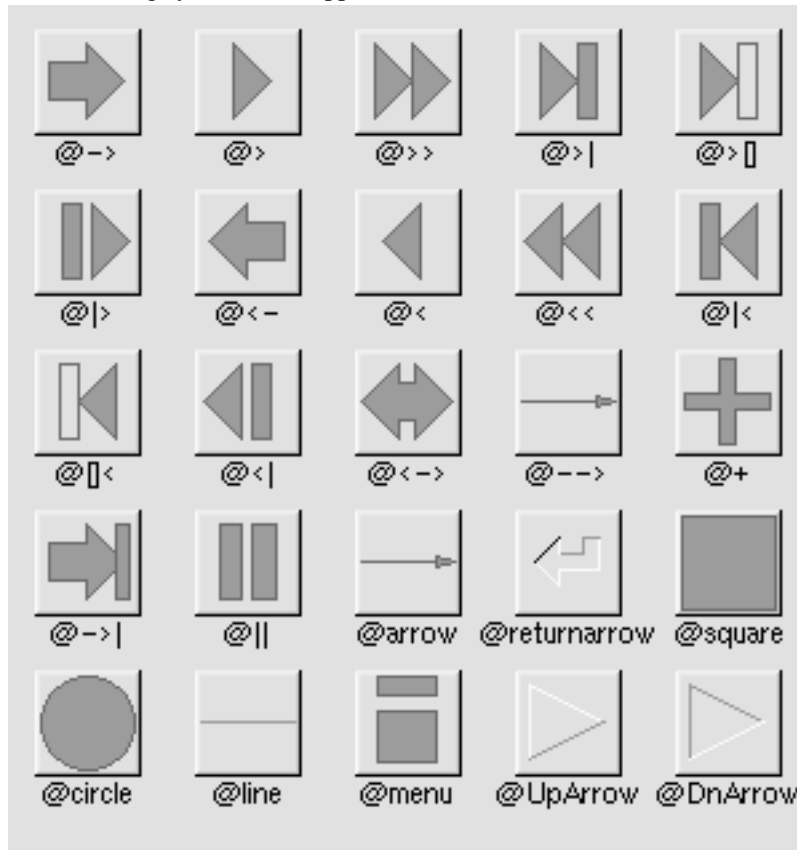 @-> @> @>> @>| @>[]
@|> @<- @< @<< @|<
@[]< @<| @<-> @--> @+
@->| @|| @arrow @returnarrow @square
@circle @line @menu @UpArrow @DnArrow